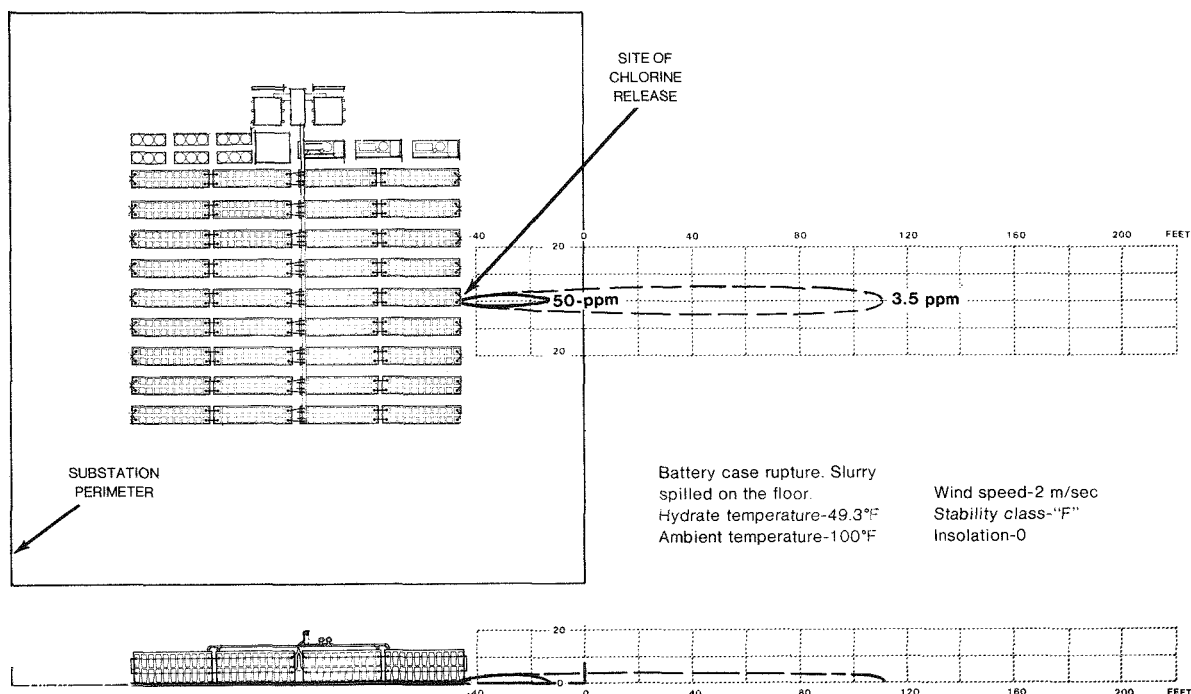 SITE OF
CHLORINE
RELEASE
-40 0 40 80 120 160 200 FEET
20
50-ppm
3.5 ppm
20
SUBSTATION
PERIMETER
Battery case rupture. Slurry
spilled on the floor.
Hydrate temperature-49.3°F
Ambient temperature-100°F
Wind speed-2 m/sec
Stability class-"F"
Insolation-0
20
0
-40 0 40 80 120 160 200 FEET